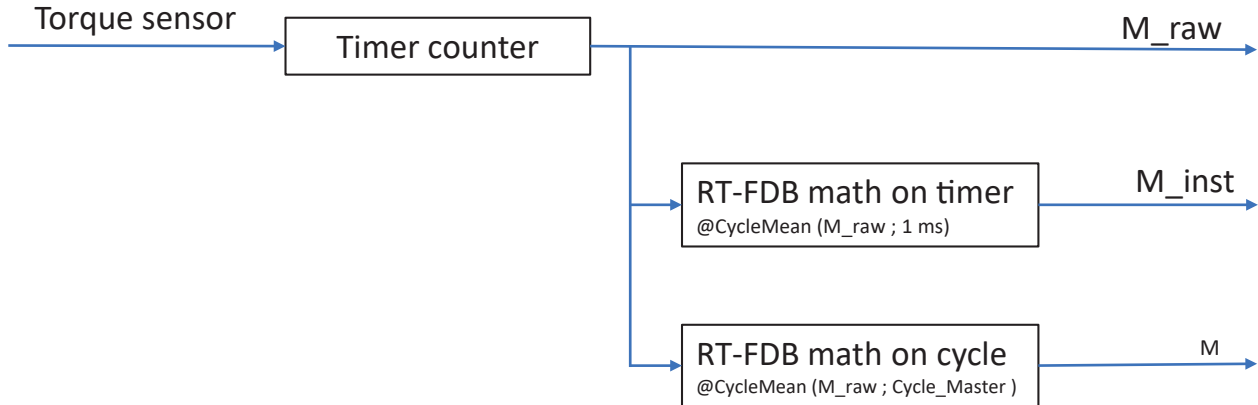 Torque sensor
Timer counter
M_raw
RT-FDB math on timer
@CycleMean (M_raw ; 1 ms)
M_inst
RT-FDB math on cycle
@CycleMean (M_raw ; Cycle_Master )
M